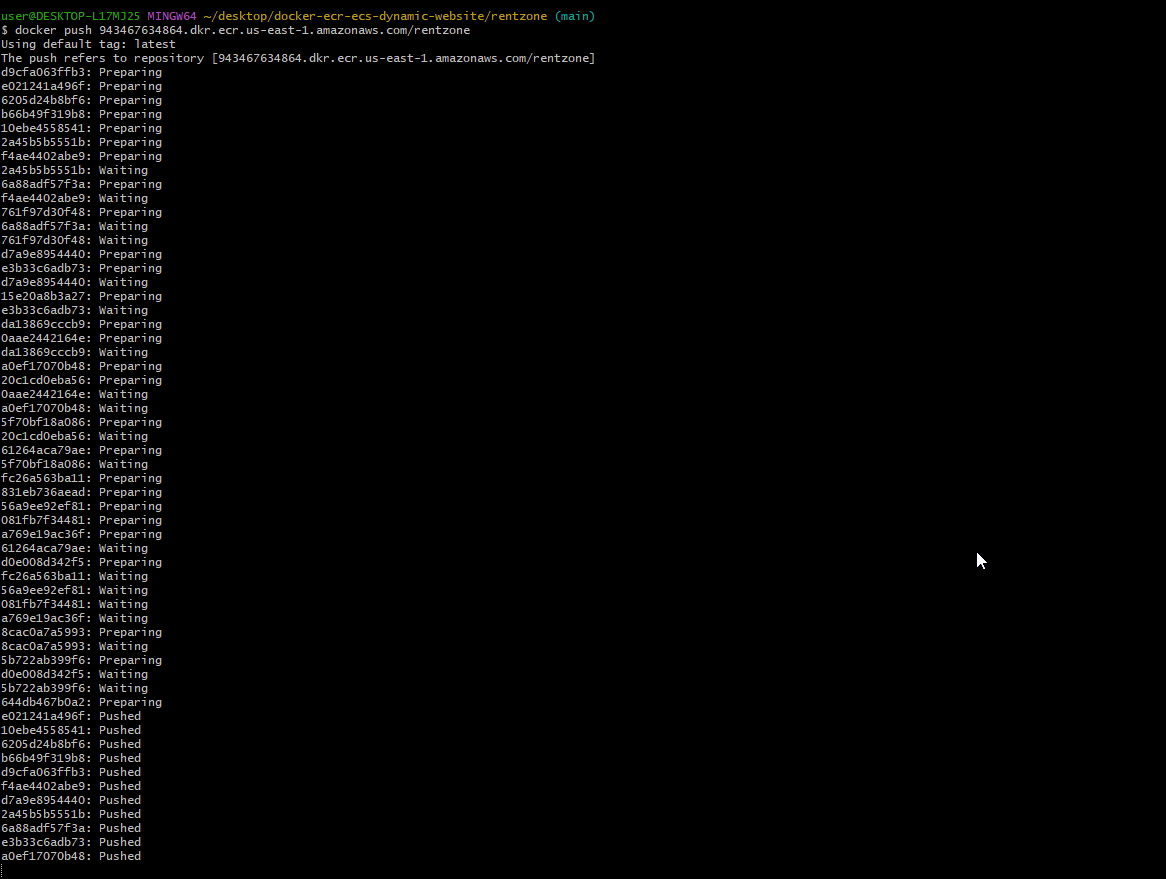 user@DESKTOP-L17MJ25 MINGW64 ~/desktop/docker-ecr-ecs-dynamic-website/rentzone (main)
$ docker push 943467634864.dkr.ecr.us-east-1.amazonaws.com/rentzone
Using default tag: latest
The push refers to repository [943467634864.dkr.ecr.us-east-1.amazonaws.com/rentzone]
d9cfa063ffb3: Preparing
e021241a496f: Preparing
6205d24b8bf6: Preparing
b66b49f319b8: Preparing
10ebe4558541: Preparing
2a45b5b5551b: Preparing
f4ae4402abe9: Preparing
2a45b5b5551b: Waiting
6a88adf57f3a: Preparing
f4ae4402abe9: Waiting
761f97d30f48: Preparing
6a88adf57f3a: Waiting
761f97d30f48: Waiting
d7a9e8954440: Preparing
e3b33c6adb73: Preparing
d7a9e8954440: Waiting
15e20a8b3a27: Preparing
e3b33c6adb73: Waiting
da13869cccb9: Preparing
0aae2442164e: Preparing
da13869cccb9: Waiting
a0ef17070b48: Preparing
20c1cd0eba56: Preparing
0aae2442164e: Waiting
a0ef17070b48: Waiting
5f70bf18a086: Preparing
20c1cd0eba56: Waiting
61264aca79ae: Preparing
5f70bf18a086: Waiting
fc26a563ba11: Preparing
831eb736aead: Preparing
56a9ee92ef81: Preparing
081fb7f34481: Preparing
a769e19ac36f: Preparing
61264aca79ae: Waiting
d0e008d342f5: Preparing
fc26a563ba11: Waiting
56a9ee92ef81: Waiting
081fb7f34481: Waiting
a769e19ac36f: Waiting
8cac0a7a5993: Preparing
8cac0a7a5993: Waiting
5b722ab399f6: Preparing
d0e008d342f5: Waiting
5b722ab399f6: Waiting
644db467b0a2: Preparing
e021241a496f: Pushed
10ebe4558541: Pushed
6205d24b8bf6: Pushed
b66b49f319b8: Pushed
d9cfa063ffb3: Pushed
f4ae4402abe9: Pushed
d7a9e8954440: Pushed
2a45b5b5551b: Pushed
6a88adf57f3a: Pushed
e3b33c6adb73: Pushed
a0ef17070b48: Pushed